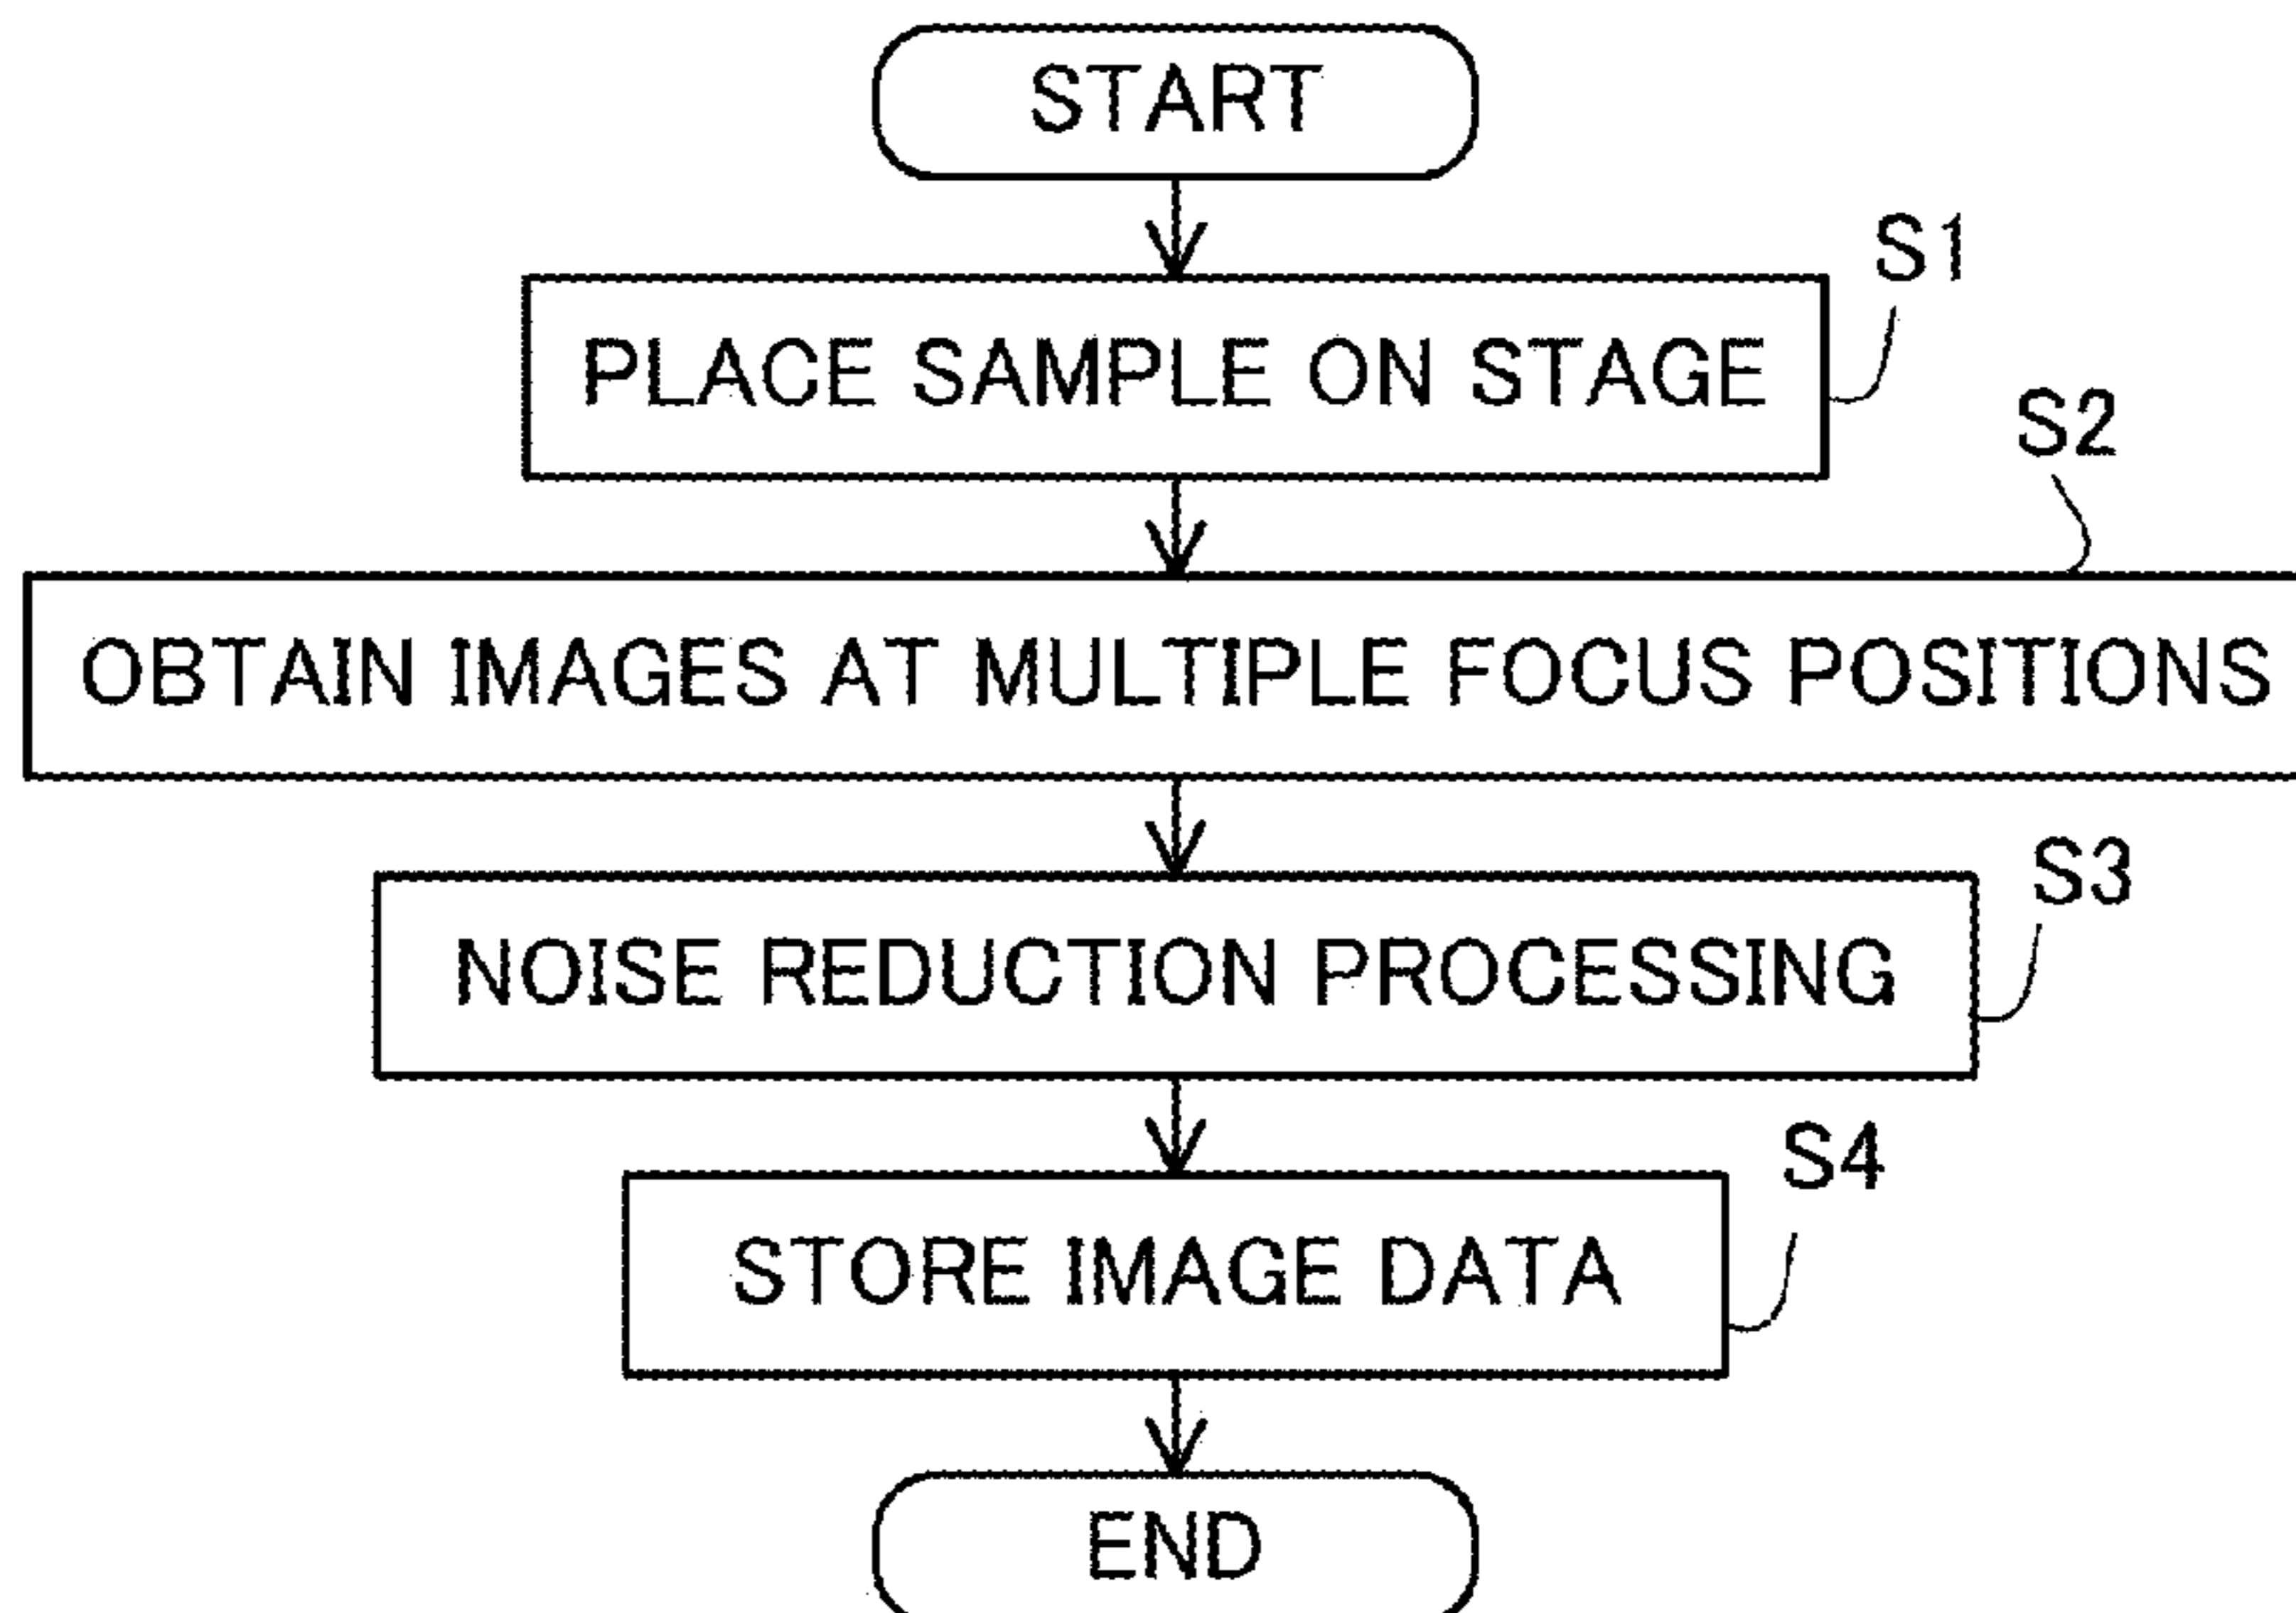 START
S1
PLACE SAMPLE ON STAGE
S2
OBTAIN IMAGES AT MULTIPLE FOCUS POSITIONS
S3
NOISE REDUCTION PROCESSING
S4
STORE IMAGE DATA
END